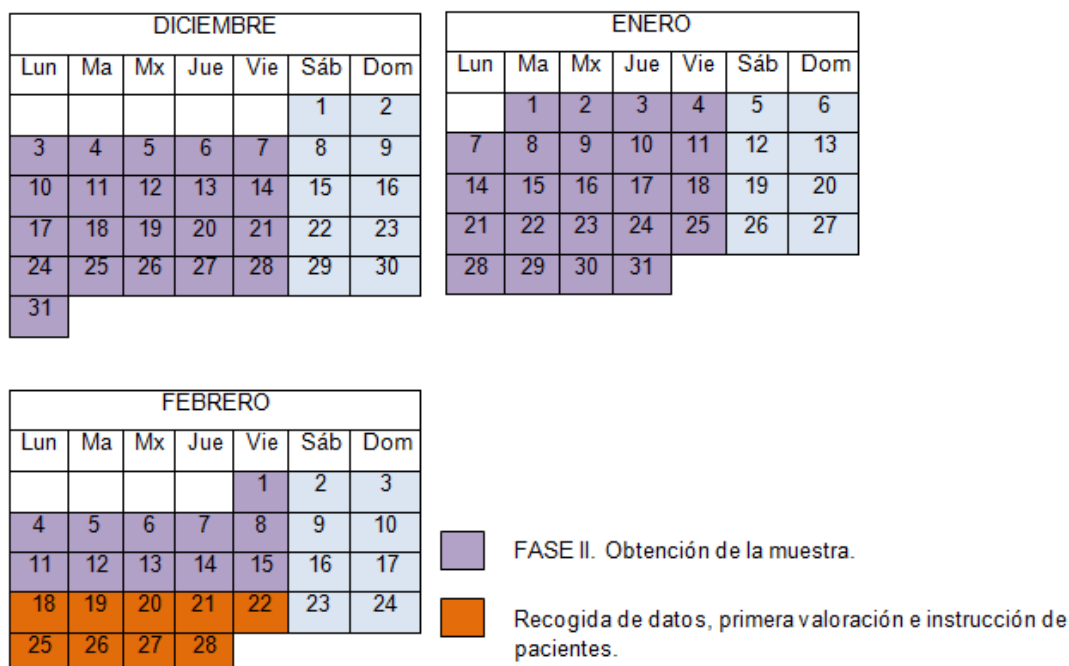 DICIEMBRE
Lun Ma Mx Jue Vie Sáb Dom
1 2
3 4 5 6 7 8 9
10 11 12 13 14 15 16
17 18 19 20 21 22 23
24 25 26 27 28 29 30
31
ENERO
Lun Ma Mx Jue Vie Sáb Dom
1 2 3 4 5 6
7 8 9 10 11 12 13
14 15 16 17 18 19 20
21 22 23 24 25 26 27
28 29 30 31
FEBRERO
Lun Ma Mx Jue Vie Sáb Dom
1 2 3
4 5 6 7 8 9 10
11 12 13 14 15 16 17
18 19 20 21 22 23 24
25 26 27 28
FASE II. Obtención de la muestra.
Recogida de datos, primera valoración e instrucción de
pacientes.